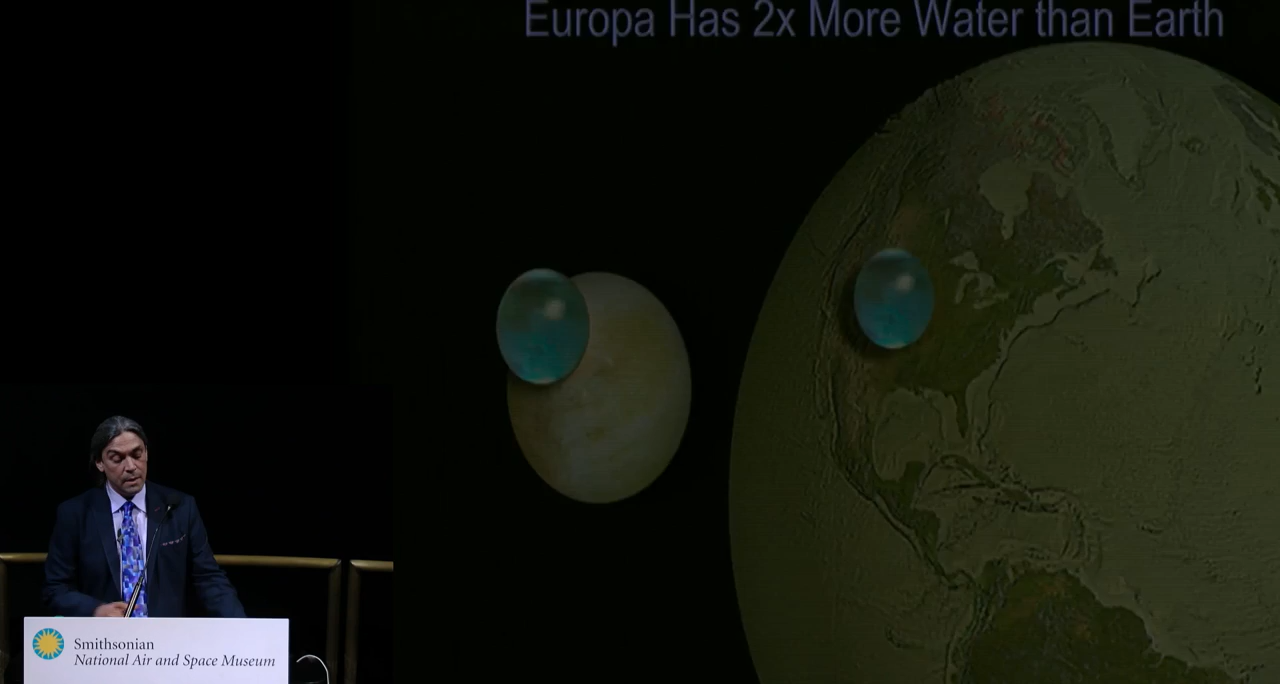 Europa Has 2x More Water than Earth
Smithsonian
National Air and Space Museum